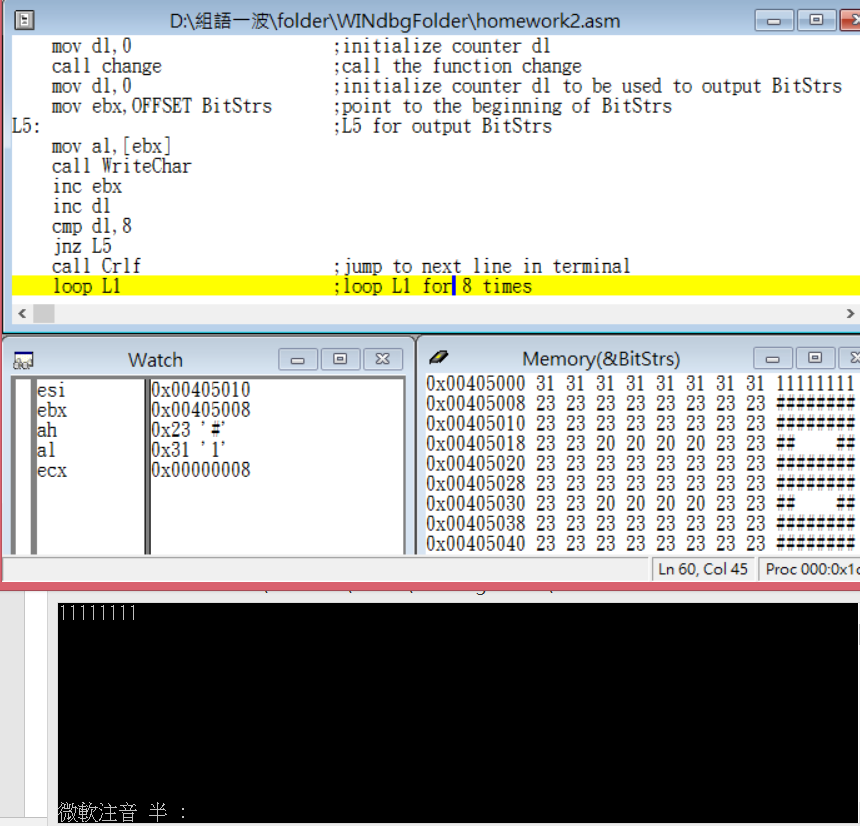 D:\組語一波\folder\WINdbgFolder\homework2.asm
mov dl,0 ;initialize counter dl
call change ;call the function change
mov dl,0 ;initialize counter dl to be used to output BitStrs
mov ebx,OFFSET BitStrs ;point to the beginning of BitStrs
L5: ;L5 for output BitStrs
mov al,[ebx]
call WriteChar
inc ebx
inc dl
cmp dl,8
jnz L5
call Crlf ;jump to next line in terminal
loop L1 ;loop L1 for 8 times
Watch
esi 0x00405010
ebx 0x00405008
ah 0x23 '#'
al 0x31 '1'
ecx 0x00000008
Memory(&BitStrs)
0x00405000 31 31 31 31 31 31 31 31 11111111
0x00405008 23 23 23 23 23 23 23 23 ########
0x00405010 23 23 23 23 23 23 23 23 ########
0x00405018 23 23 20 20 20 20 23 23 ##    ##
0x00405020 23 23 23 23 23 23 23 23 ########
0x00405028 23 23 23 23 23 23 23 23 ########
0x00405030 23 23 20 20 20 20 23 23 ##    ##
0x00405038 23 23 23 23 23 23 23 23 ########
0x00405040 23 23 23 23 23 23 23 23 ########
Ln 60, Col 45 Proc 000:0x1c
11111111
微軟注音 半 :